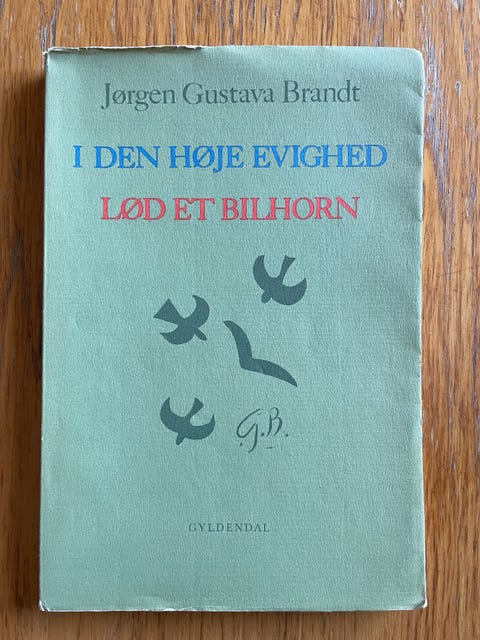 Jørgen Gustava Brandt
I DEN HØJE EVIGHED
LØD ET BILHORN
G.B.
GYLDENDAL